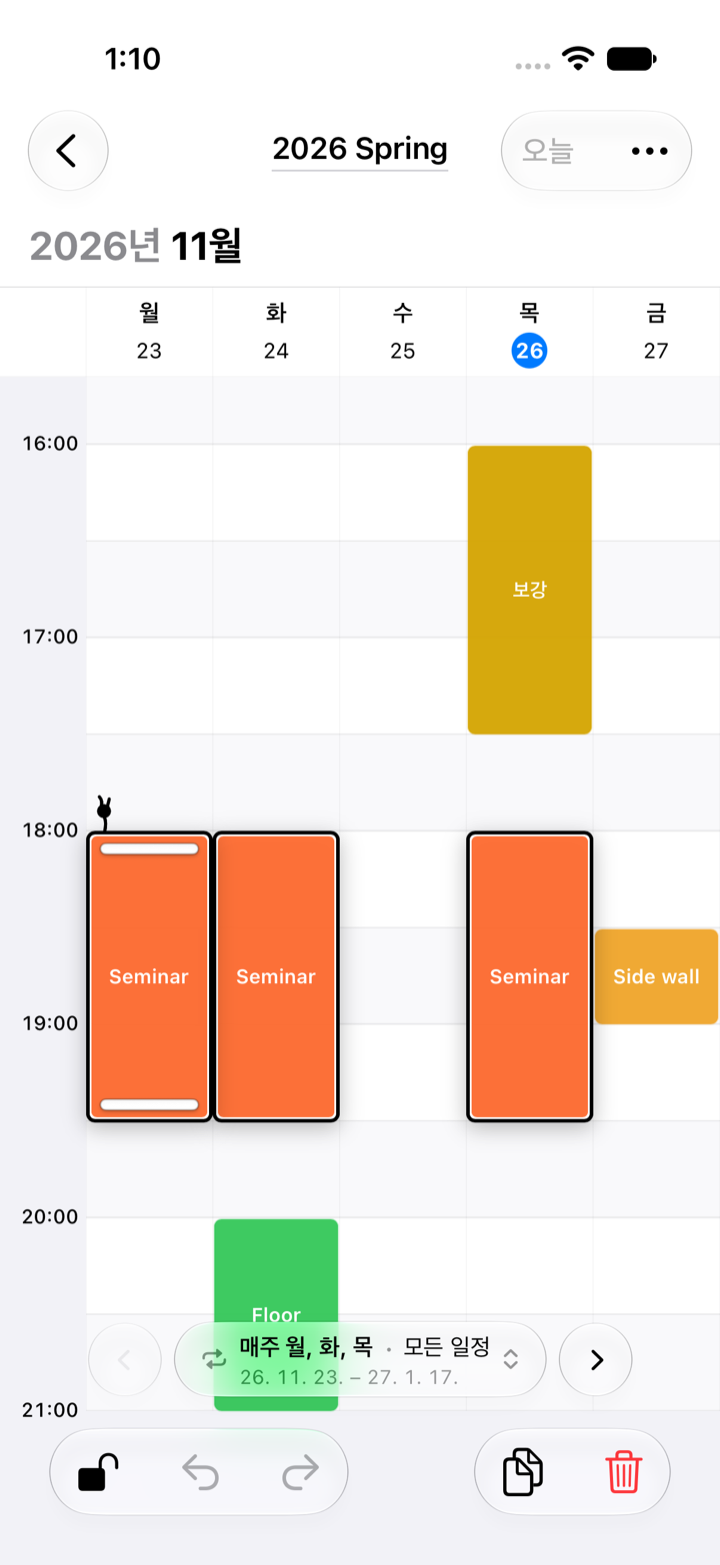 1:10
2026 Spring
오늘
2026년 11월
월 화 수 목 금
23 24 25 26 27
16:00
보강
17:00
18:00
Seminar Seminar Seminar Side wall
19:00
20:00
Floor
매주 월, 화, 목 · 모든 일정
26. 11. 23. – 27. 1. 17.
21:00